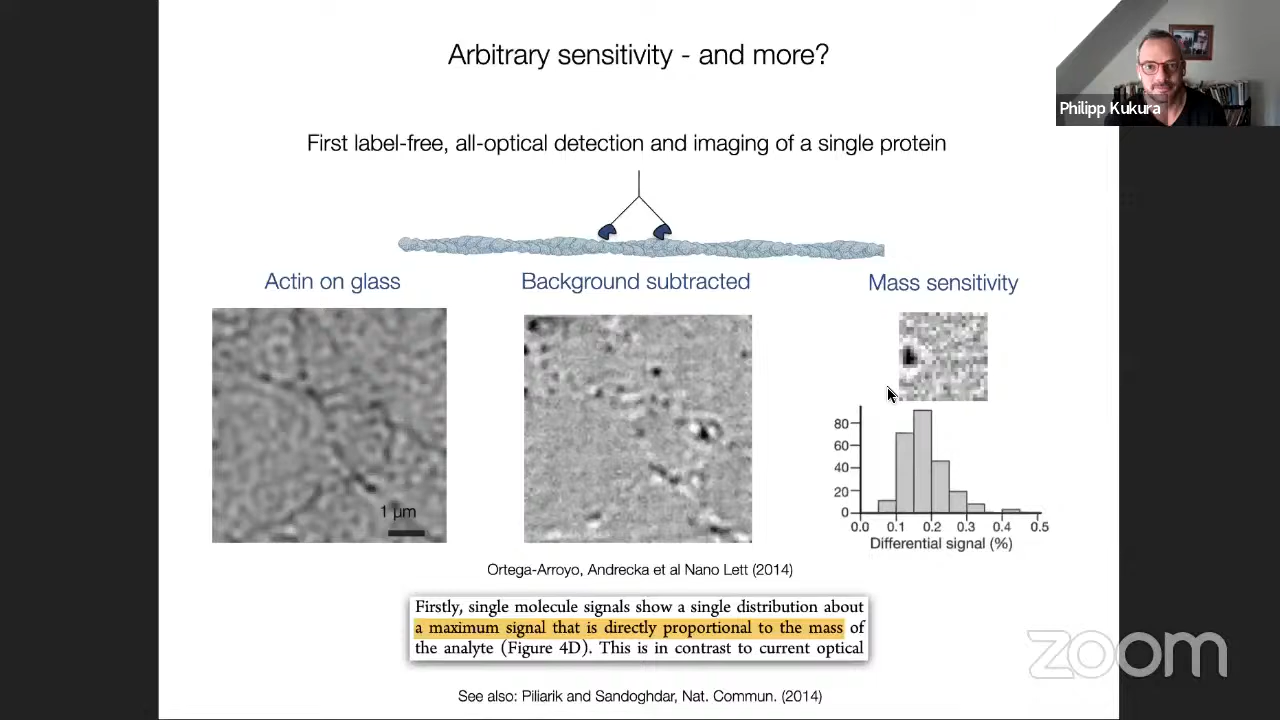 Arbitrary sensitivity - and more?
Philipp Kukura
First label-free, all-optical detection and imaging of a single protein
Actin on glass
Background subtracted
Mass sensitivity
1 μm
80
60
40
20
0
0.0 0.1 0.2 0.3 0.4 0.5
Differential signal (%)
Ortega-Arroyo, Andrecka et al Nano Lett (2014)
Firstly, single molecule signals show a single distribution about
a maximum signal that is directly proportional to the mass of
the analyte (Figure 4D). This is in contrast to current optical
See also: Piliarik and Sandoghdar, Nat. Commun. (2014)
zoom